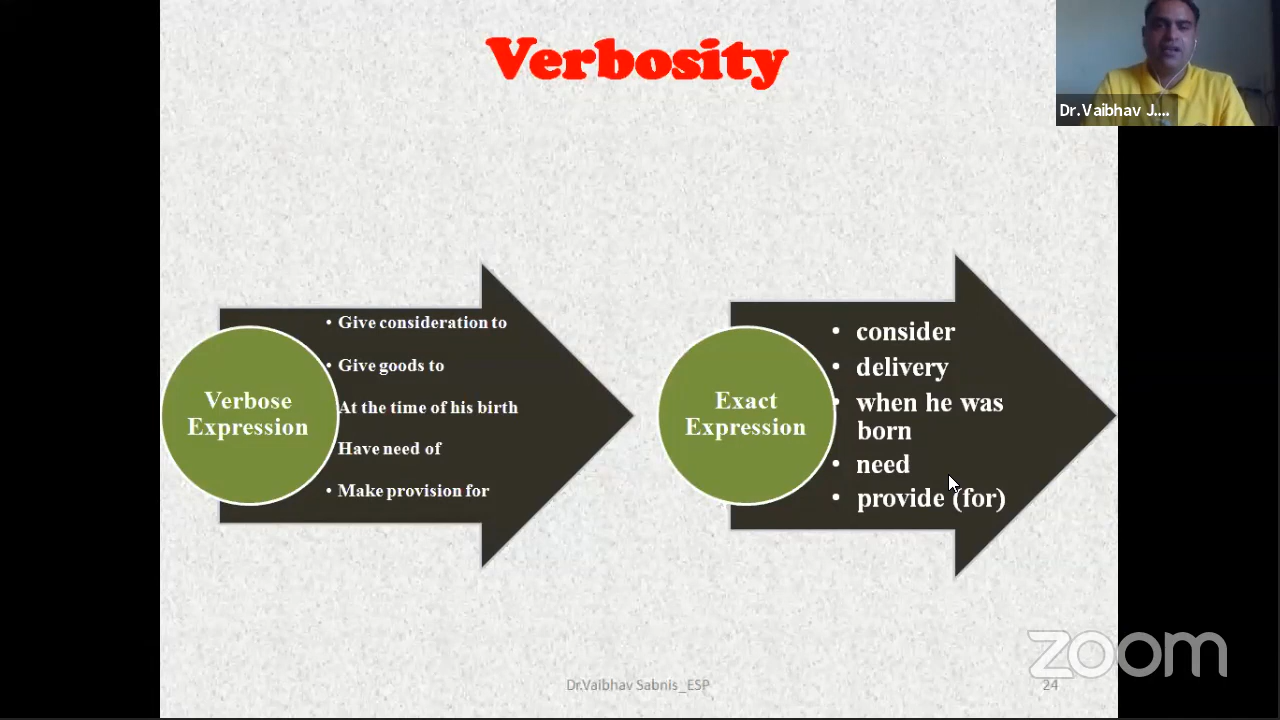 Verbosity
Dr.Vaibhav J....
Verbose
Expression
• Give consideration to
• Give goods to
At the time of his birth
Have need of
• Make provision for
Exact
Expression
• consider
• delivery
• when he was
born
• need
• provide (for)
zoom
Dr.Vaibhav Sabnis_ESP
24